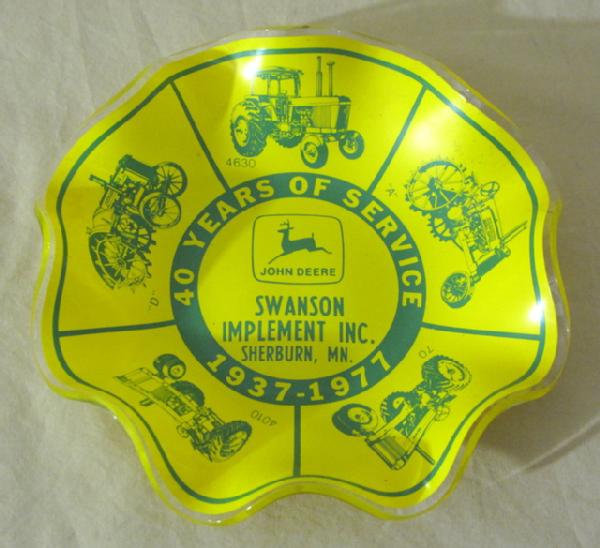 40 YEARS OF SERVICE
JOHN DEERE
SWANSON
IMPLEMENT INC.
SHERBURN, MN.
1937-1977
4630
"A"
70
4010
"D"